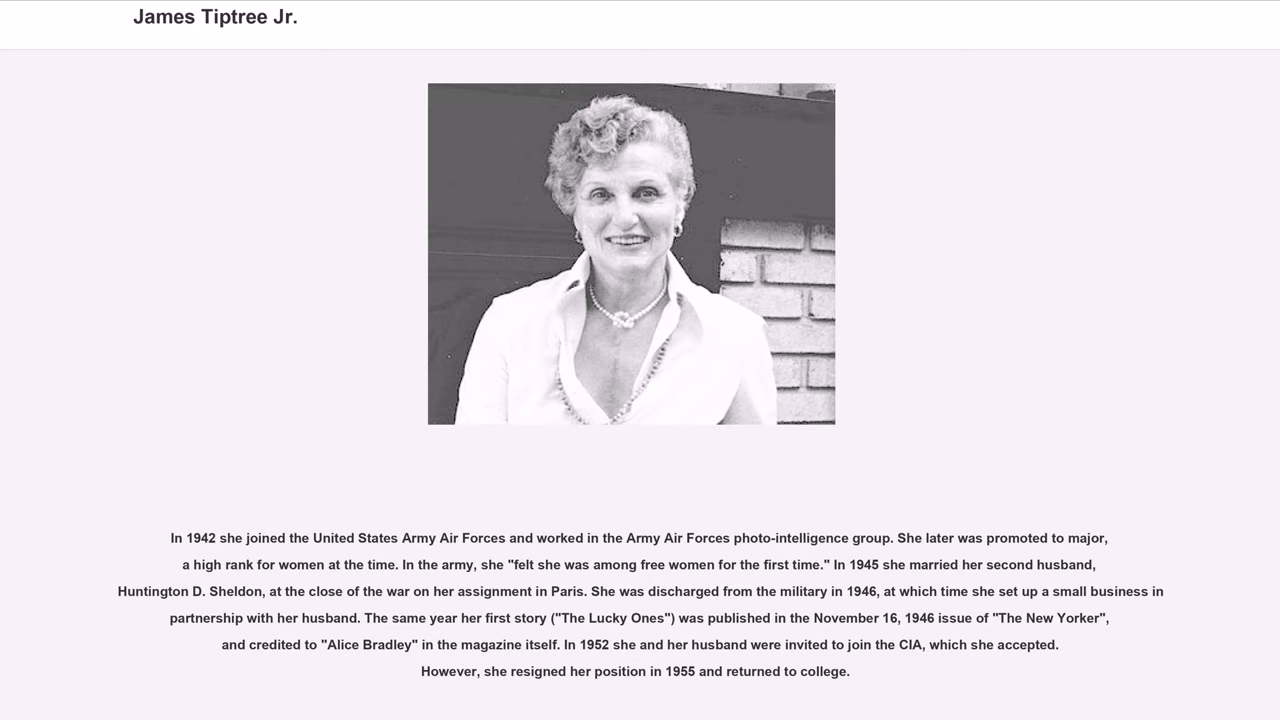 James Tiptree Jr.
In 1942 she joined the United States Army Air Forces and worked in the Army Air Forces photo-intelligence group. She later was promoted to major,
a high rank for women at the time. In the army, she "felt she was among free women for the first time." In 1945 she married her second husband,
Huntington D. Sheldon, at the close of the war on her assignment in Paris. She was discharged from the military in 1946, at which time she set up a small business in
partnership with her husband. The same year her first story ("The Lucky Ones") was published in the November 16, 1946 issue of "The New Yorker",
and credited to "Alice Bradley" in the magazine itself. In 1952 she and her husband were invited to join the CIA, which she accepted.
However, she resigned her position in 1955 and returned to college.